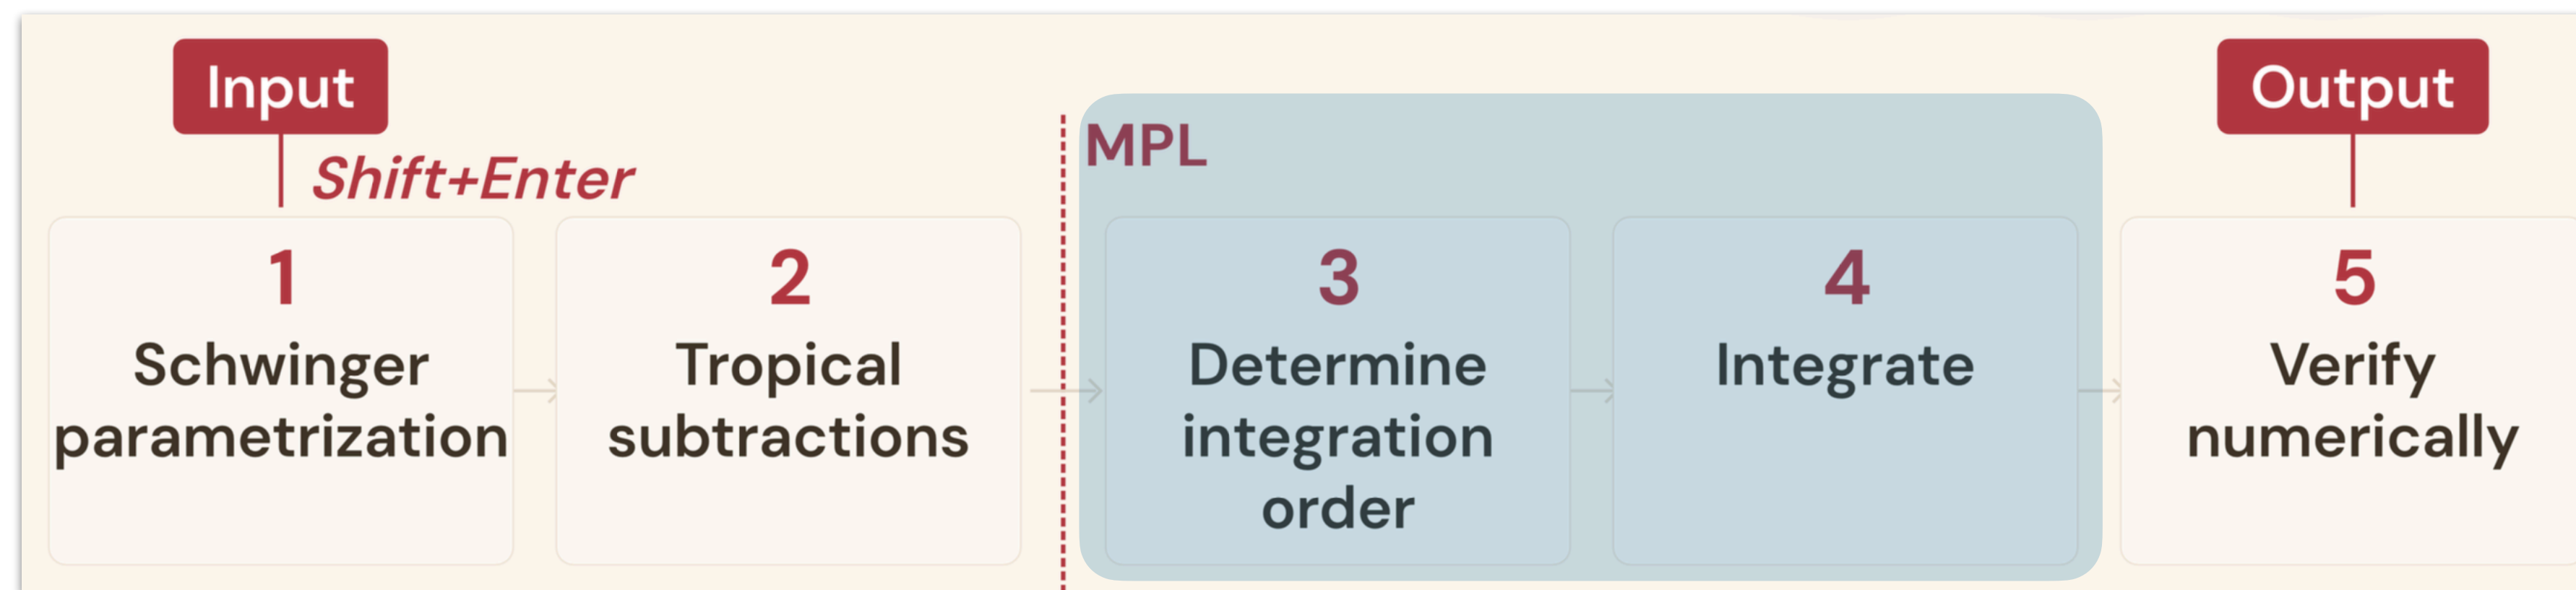 Input
Output
Shift+Enter
MPL
1
Schwinger
parametrization
2
Tropical
subtractions
3
Determine
integration
order
4
Integrate
5
Verify
numerically